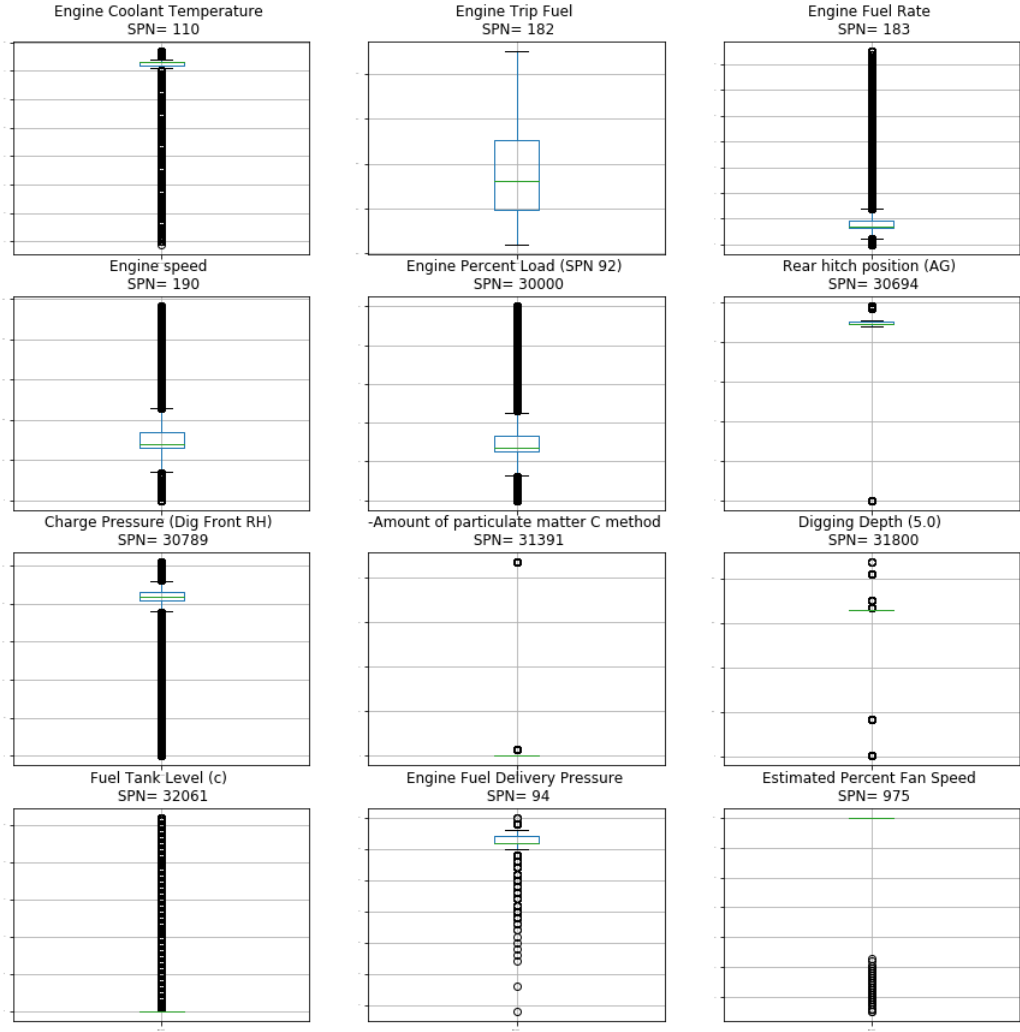 Engine Coolant Temperature
SPN= 110
Engine Trip Fuel
SPN= 182
Engine Fuel Rate
SPN= 183
Engine speed
SPN= 190
Engine Percent Load (SPN 92)
SPN= 30000
Rear hitch position (AG)
SPN= 30694
Charge Pressure (Dig Front RH)
SPN= 30789
-Amount of particulate matter C method
SPN= 31391
Digging Depth (5.0)
SPN= 31800
Fuel Tank Level (c)
SPN= 32061
Engine Fuel Delivery Pressure
SPN= 94
Estimated Percent Fan Speed
SPN= 975